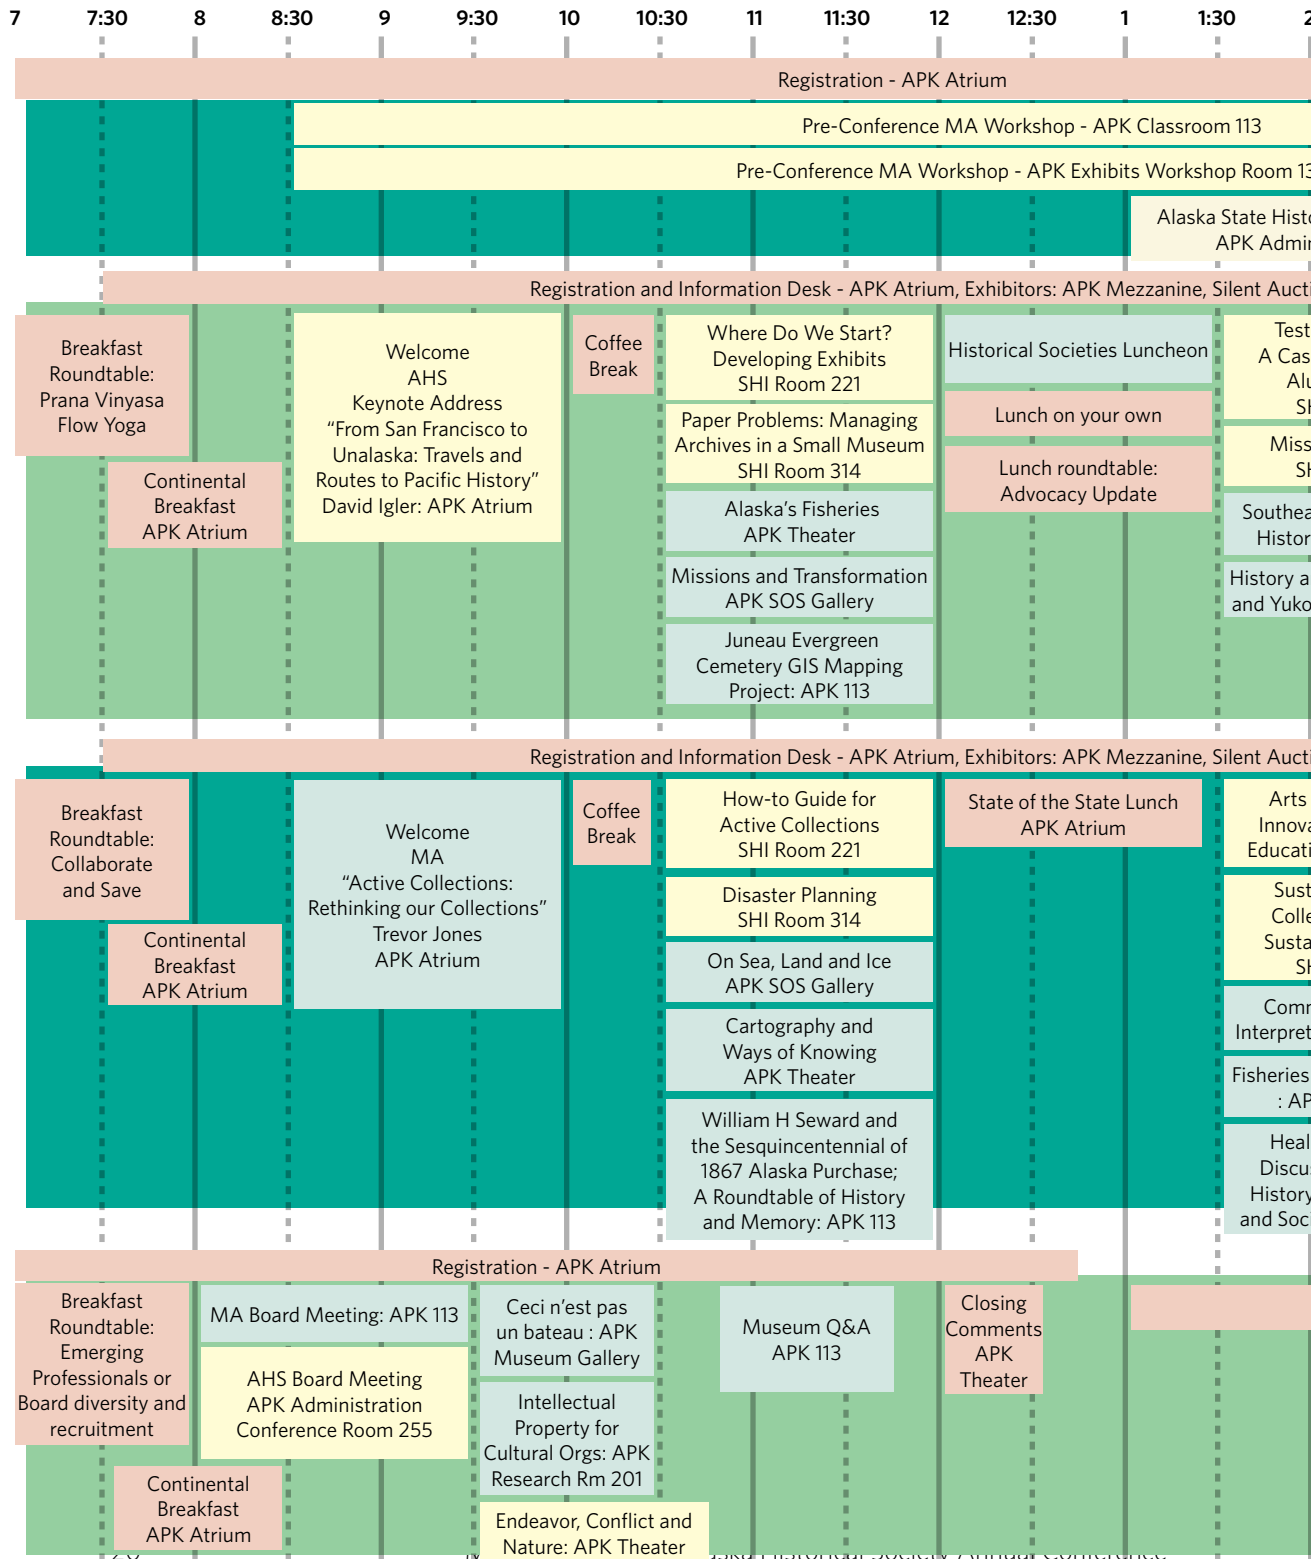 7 7:30 8 8:30 9 9:30 10 10:30 11 11:30 12 12:30 1 1:30
Registration - APK Atrium
Pre-Conference MA Workshop - APK Classroom 113
Pre-Conference MA Workshop - APK Exhibits Workshop Room
Alaska State
APK
Registration and Information Desk - APK Atrium, Exhibitors: APK Mezzanine, Silent
Breakfast
Roundtable:
Prana Vinyasa
Flow Yoga
Continental
Breakfast
APK Atrium
Welcome
AHS
Keynote Address
“From San Francisco to
Unalaska: Travels and
Routes to Pacific History”
David Igler: APK Atrium
Coffee
Break
Where Do We Start?
Developing Exhibits
SHI Room 221
Paper Problems: Managing
Archives in a Small Museum
SHI Room 314
Alaska’s Fisheries
APK Theater
Missions and Transformation
APK SOS Gallery
Juneau Evergreen
Cemetery GIS Mapping
Project: APK 113
Historical Societies Luncheon
Lunch on your own
Lunch roundtable:
Advocacy Update
A
History
and
Registration and Information Desk - APK Atrium, Exhibitors: APK Mezzanine, Silent
Breakfast
Roundtable:
Collaborate
and Save
Continental
Breakfast
APK Atrium
Welcome
MA
“Active Collections:
Rethinking our Collections”
Trevor Jones
APK Atrium
Coffee
Break
How-to Guide for
Active Collections
SHI Room 221
Disaster Planning
SHI Room 314
On Sea, Land and Ice
APK SOS Gallery
Cartography and
Ways of Knowing
APK Theater
William H Seward and
the Sesquincentennial of
1867 Alaska Purchase;
A Roundtable of History
and Memory: APK 113
State of the State Lunch
APK Atrium
Arts
Fisheries
:
History
and
Registration - APK Atrium
Breakfast
Roundtable:
Emerging
Professionals or
Board diversity and
recruitment
Continental
Breakfast
APK Atrium
MA Board Meeting: APK 113
AHS Board Meeting
APK Administration
Conference Room 255
Ceci n’est pas
un bateau : APK
Museum Gallery
Intellectual
Property for
Cultural Orgs: APK
Research Rm 201
Endeavor, Conflict and
Nature: APK Theater
Museum Q&A
APK 113
Closing
Comments
APK
Theater
Historical Society Annual Conference